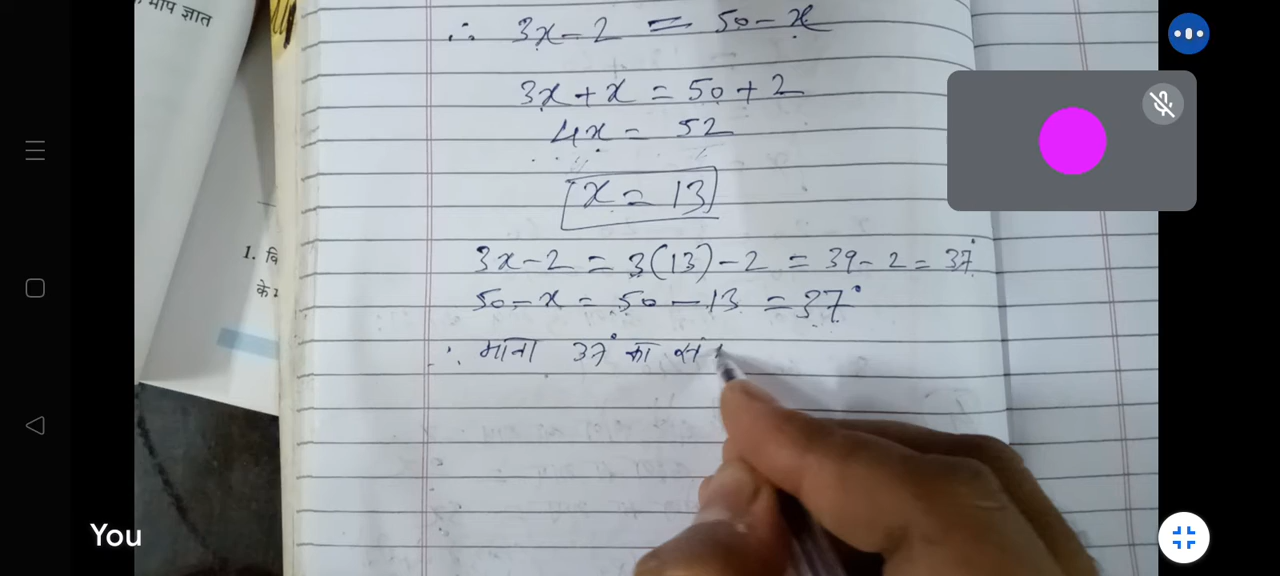 माप ज्ञात
∴ 3x - 2 = 50 - x
3x + x = 50 + 2
4x = 52
x = 13
1. वि
के
3x - 2 = 3(13) - 2 = 39 - 2 = 37°
50 - x = 50 - 13 = 37°
∴ माना 37° का सं
You